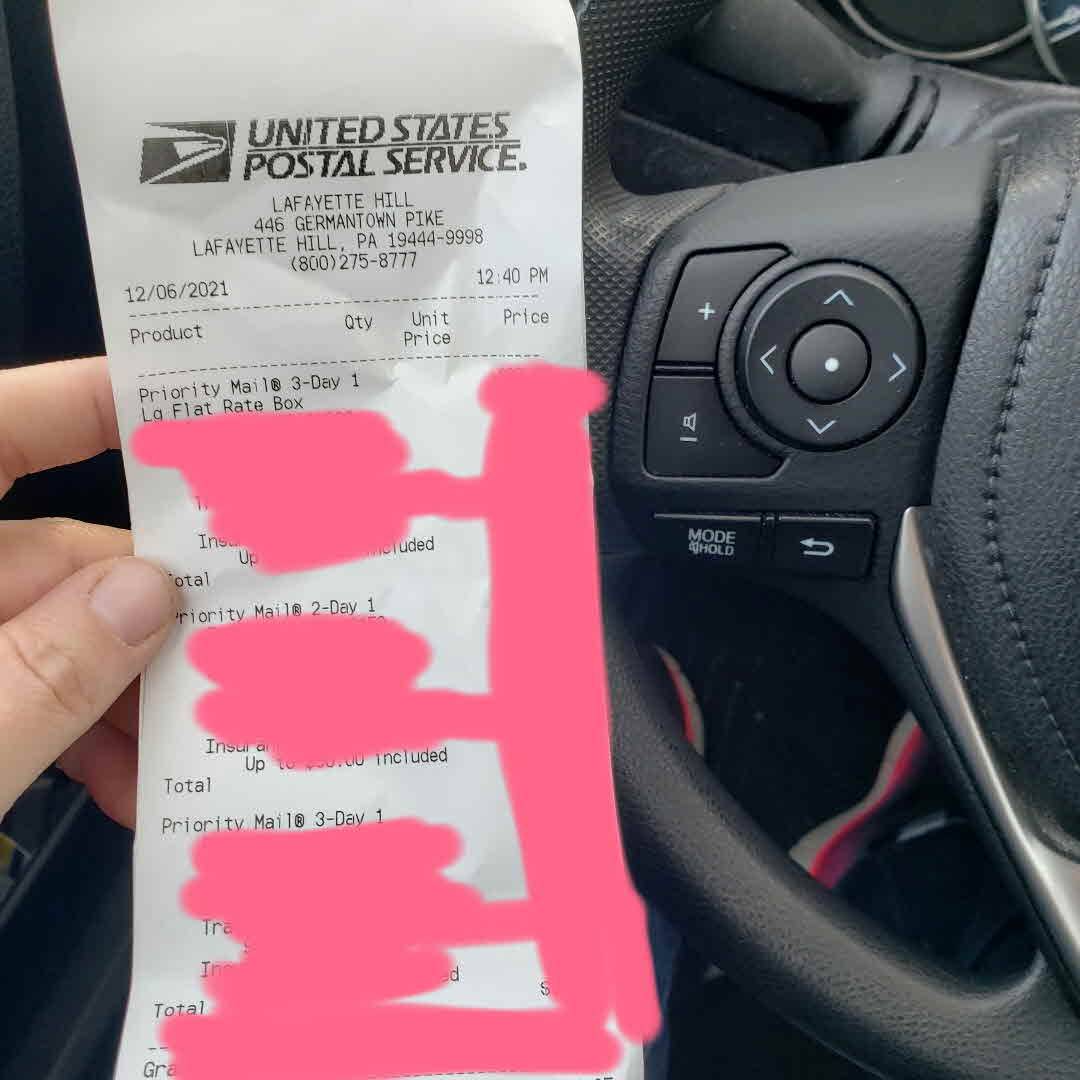 UNITED STATES
POSTAL SERVICE.
LAFAYETTE HILL
446 GERMANTOWN PIKE
LAFAYETTE HILL, PA 19444-9998
(800)275-8777
12/06/2021 12:40 PM
Product Qty Unit Price
Price
Priority Mail® 3-Day 1
Lg Flat Rate Box
included
Up
Total
Priority Mail® 2-Day 1
Up to included
Total
Priority Mail® 3-Day 1
Total
+
MODE
HOLD